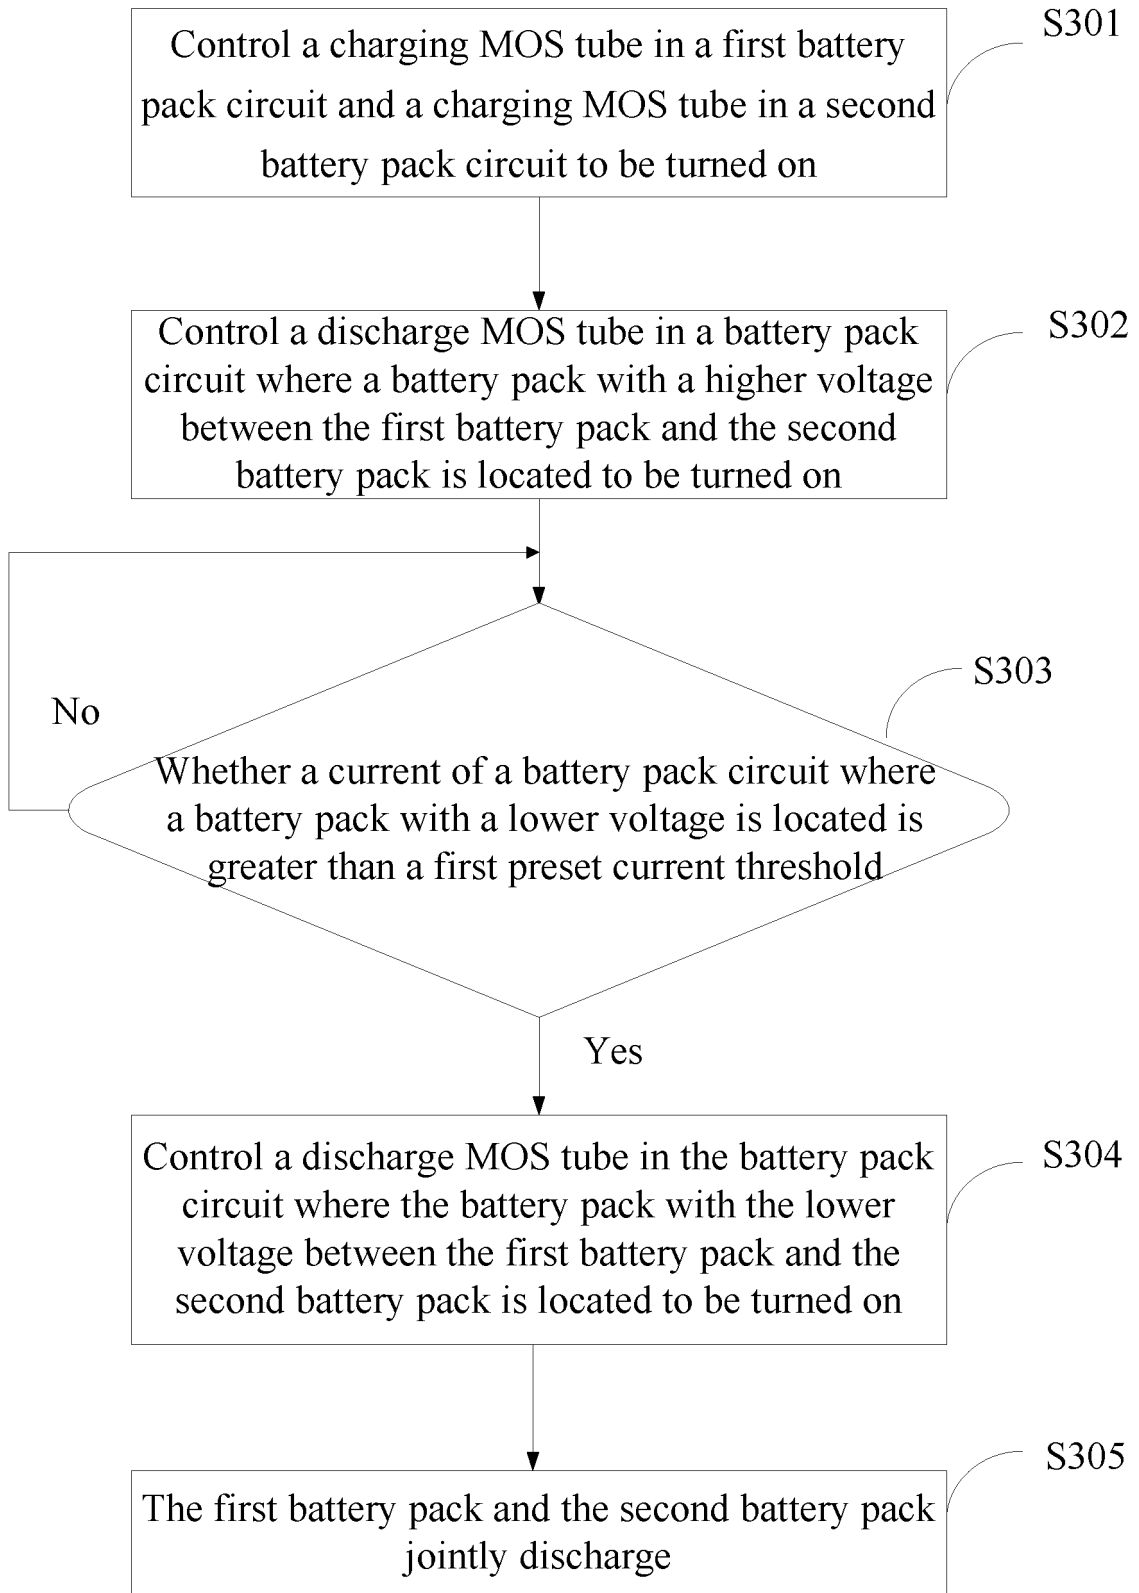 S301
Control a charging MOS tube in a first battery
pack circuit and a charging MOS tube in a second
battery pack circuit to be turned on
S302
Control a discharge MOS tube in a battery pack
circuit where a battery pack with a higher voltage
between the first battery pack and the second
battery pack is located to be turned on
S303
No
Whether a current of a battery pack circuit where
a battery pack with a lower voltage is located is
greater than a first preset current threshold
Yes
S304
Control a discharge MOS tube in the battery pack
circuit where the battery pack with the lower
voltage between the first battery pack and the
second battery pack is located to be turned on
S305
The first battery pack and the second battery pack
jointly discharge